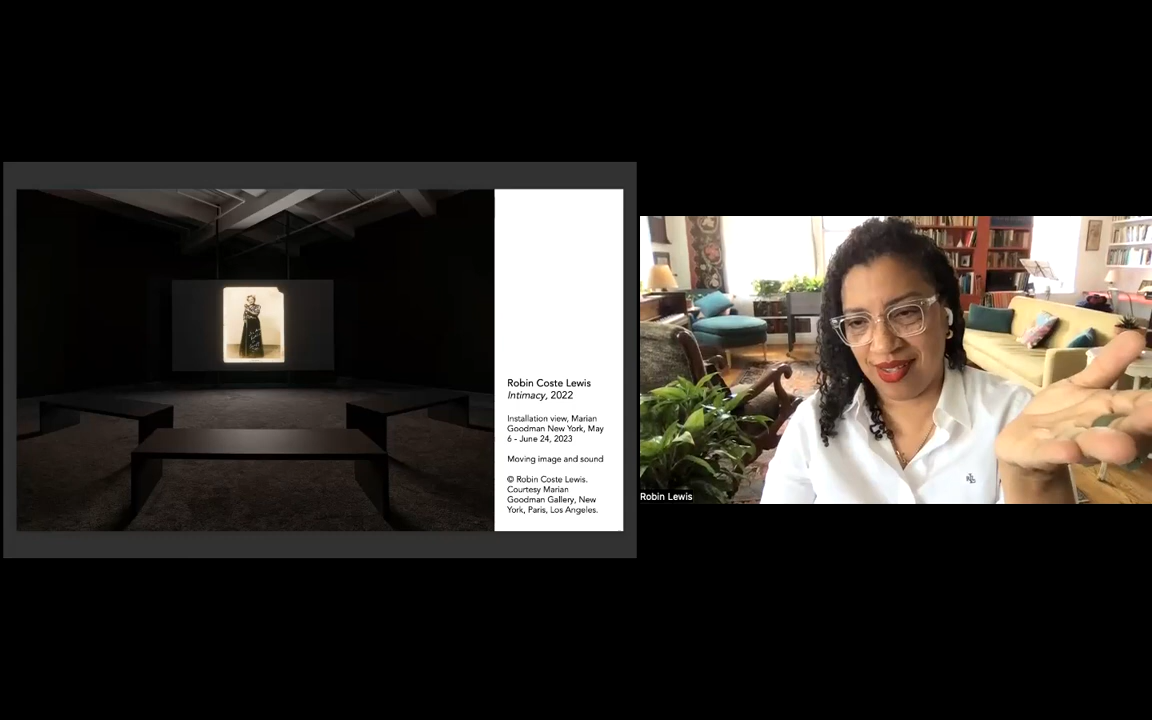 Robin Coste Lewis
Intimacy, 2022
Installation view, Marian
Goodman New York, May
6 - June 24, 2023
Moving image and sound
© Robin Coste Lewis.
Courtesy Marian
Goodman Gallery, New
York, Paris, Los Angeles.
Robin Lewis